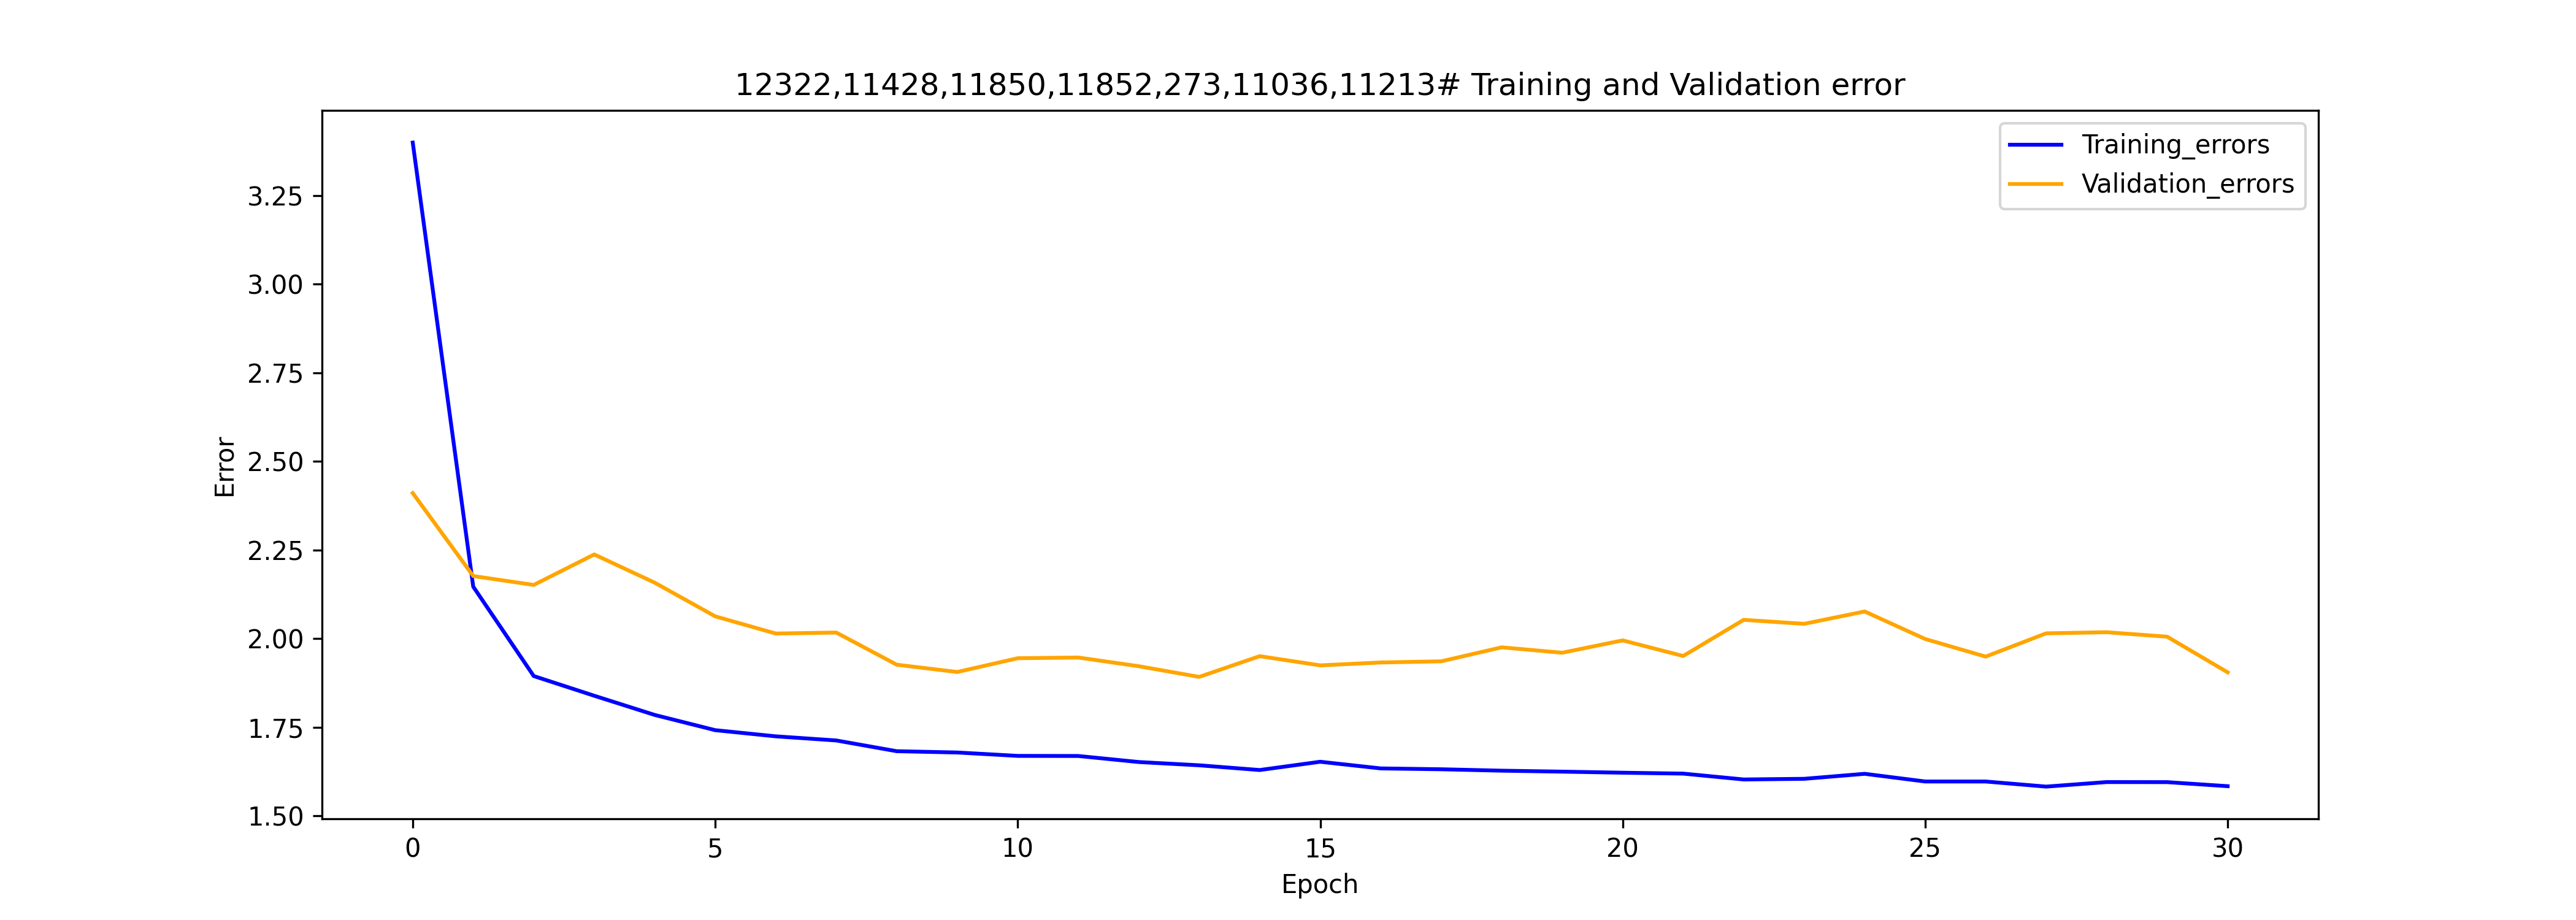 12322,11428,11850,11852,273,11036,11213# Training and Validation error
Training_errors
Validation_errors
Error
3.25
3.00
2.75
2.50
2.25
2.00
1.75
1.50
0 5 10 15 20 25 30
Epoch